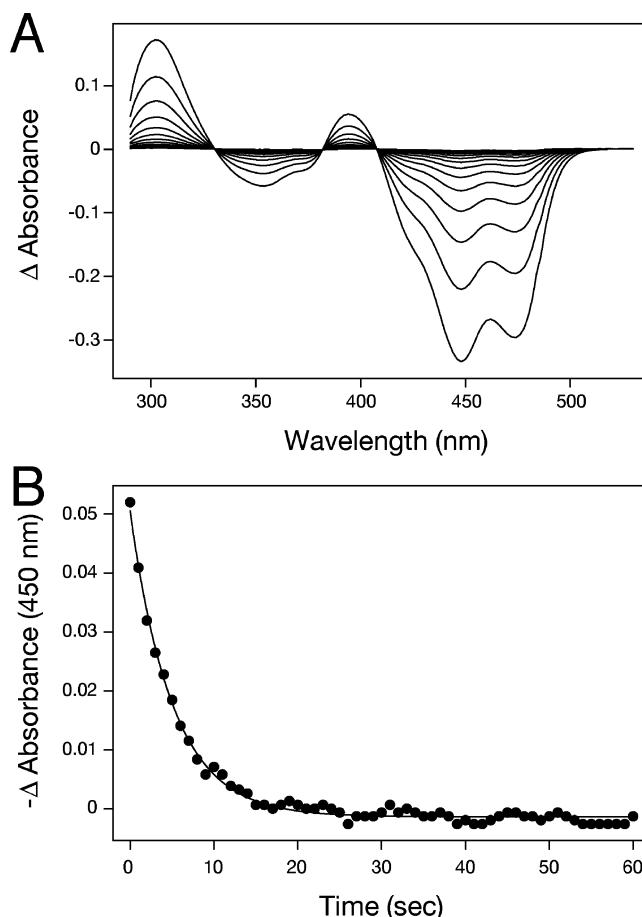 A
Δ Absorbance
0.1
0
-0.1
-0.2
-0.3
300 350 400 450 500
Wavelength (nm)
B
-Δ Absorbance (450 nm)
0.05
0.04
0.03
0.02
0.01
0
0 10 20 30 40 50 60
Time (sec)